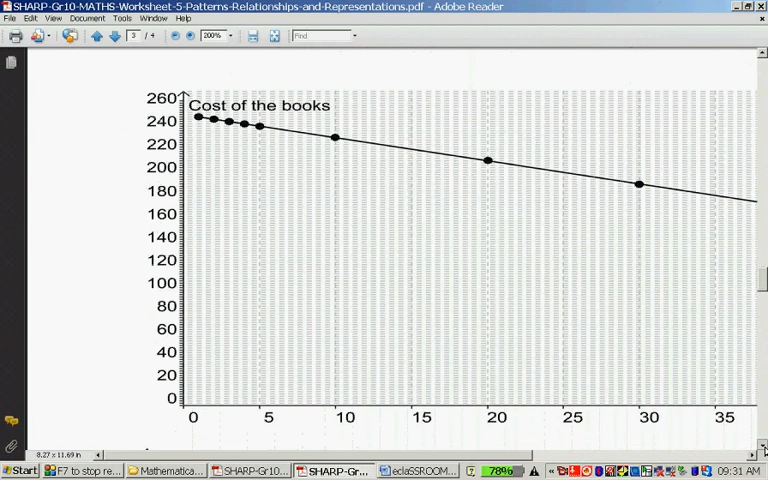 SHARP-Gr10-MATHS-Worksheet-5-Patterns-Relationships-and-Representations.pdf - Adobe Reader
File Edit View Document Tools Window Help
3 / 4 200% Find
Cost of the books
260
240
220
200
180
160
140
120
100
80
60
40
20
0
0 5 10 15 20 25 30 35
8.27 x 11.69 in
Start F7 to stop re... Mathematica... SHARP-Gr10... SHARP-Gr... eclaSSROOM... 78% 09:31 AM